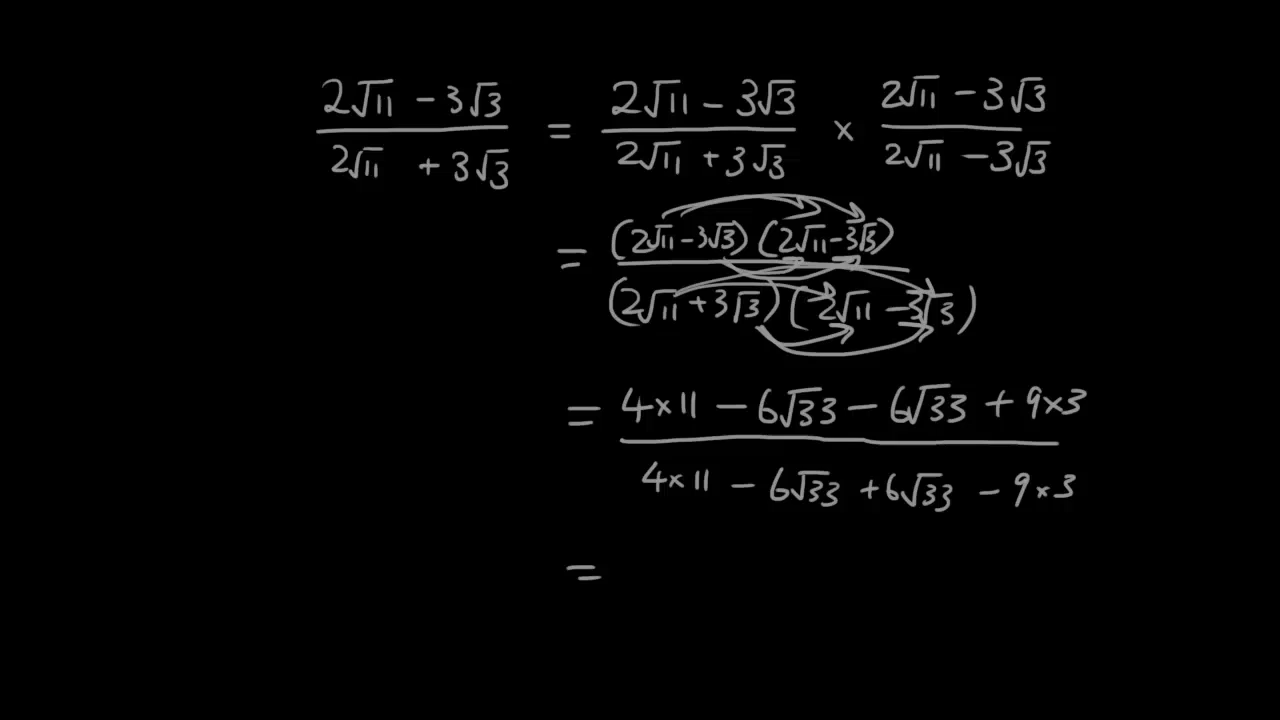 (2√11 - 3√3)/(2√11 + 3√3) = (2√11 - 3√3)/(2√11 + 3√3) × (2√11 - 3√3)/(2√11 - 3√3)
= (2√11 - 3√3)(2√11 - 3√3)/(2√11 + 3√3)(2√11 - 3√3)
= (4×11 - 6√33 - 6√33 + 9×3)/(4×11 - 6√33 + 6√33 - 9×3)
=